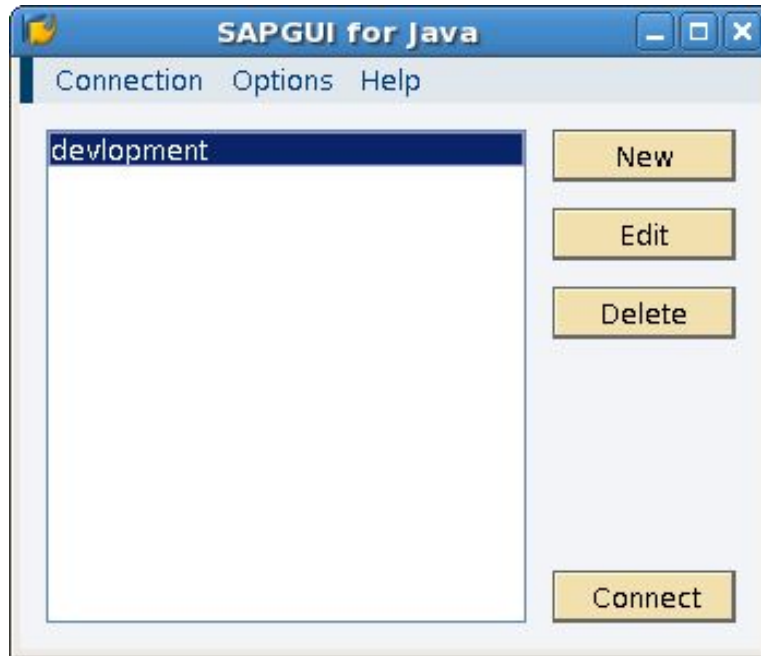 SAPGUI for Java
Connection Options Help
devlopment
New
Edit
Delete
Connect